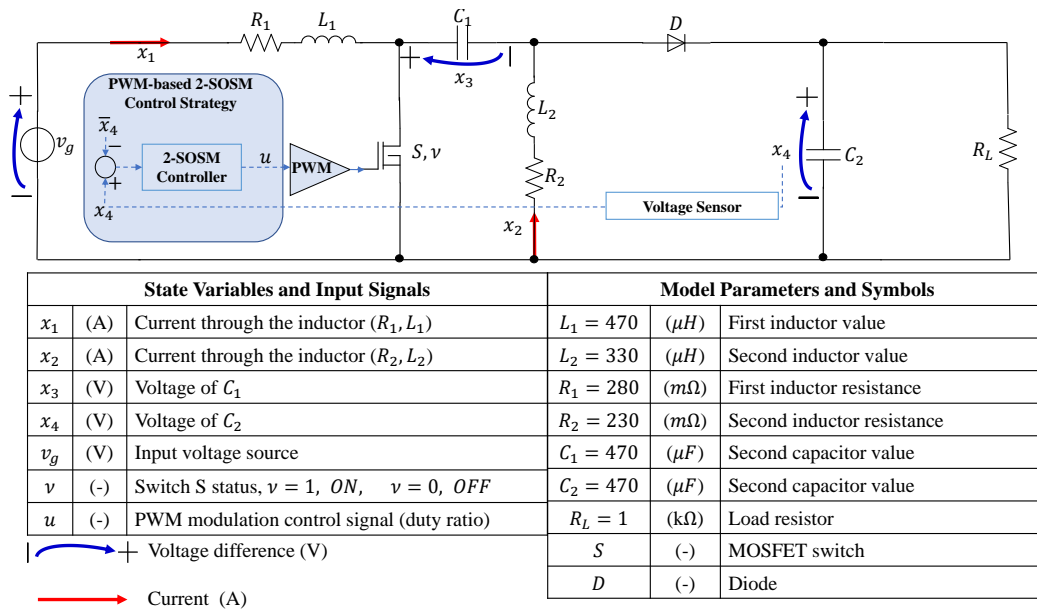 R₁
L₁
C₁
D
x₁
+
x₃
PWM-based 2-SOSM
Control Strategy
+
v_g
−
x̄₄
−
+
x₄
2-SOSM
Controller
u
PWM
S, ν
L₂
R₂
x₂
Voltage Sensor
+
x₄
C₂
R_L
State Variables and Input Signals
x₁ (A) Current through the inductor (R₁, L₁)
x₂ (A) Current through the inductor (R₂, L₂)
x₃ (V) Voltage of C₁
x₄ (V) Voltage of C₂
v_g (V) Input voltage source
ν (-) Switch S status, ν = 1, ON, ν = 0, OFF
u (-) PWM modulation control signal (duty ratio)
+ Voltage difference (V)
Current (A)
Model Parameters and Symbols
L₁ = 470 (μH) First inductor value
L₂ = 330 (μH) Second inductor value
R₁ = 280 (mΩ) First inductor resistance
R₂ = 230 (mΩ) Second inductor resistance
C₁ = 470 (μF) Second capacitor value
C₂ = 470 (μF) Second capacitor value
R_L = 1 (kΩ) Load resistor
S (-) MOSFET switch
D (-) Diode